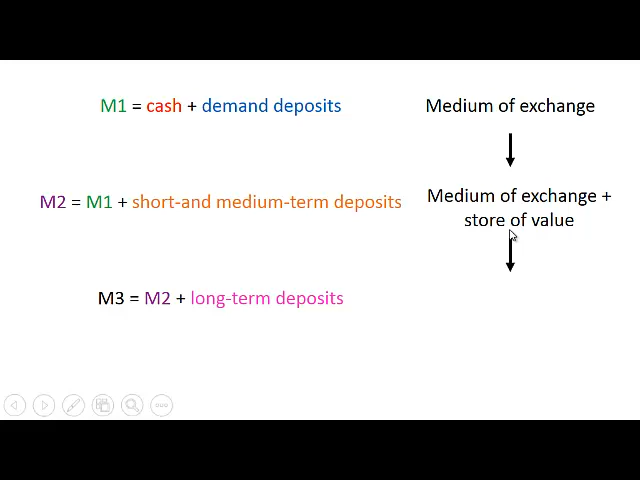 M1 = cash + demand deposits
Medium of exchange
M2 = M1 + short-and medium-term deposits
Medium of exchange +
store of value
M3 = M2 + long-term deposits